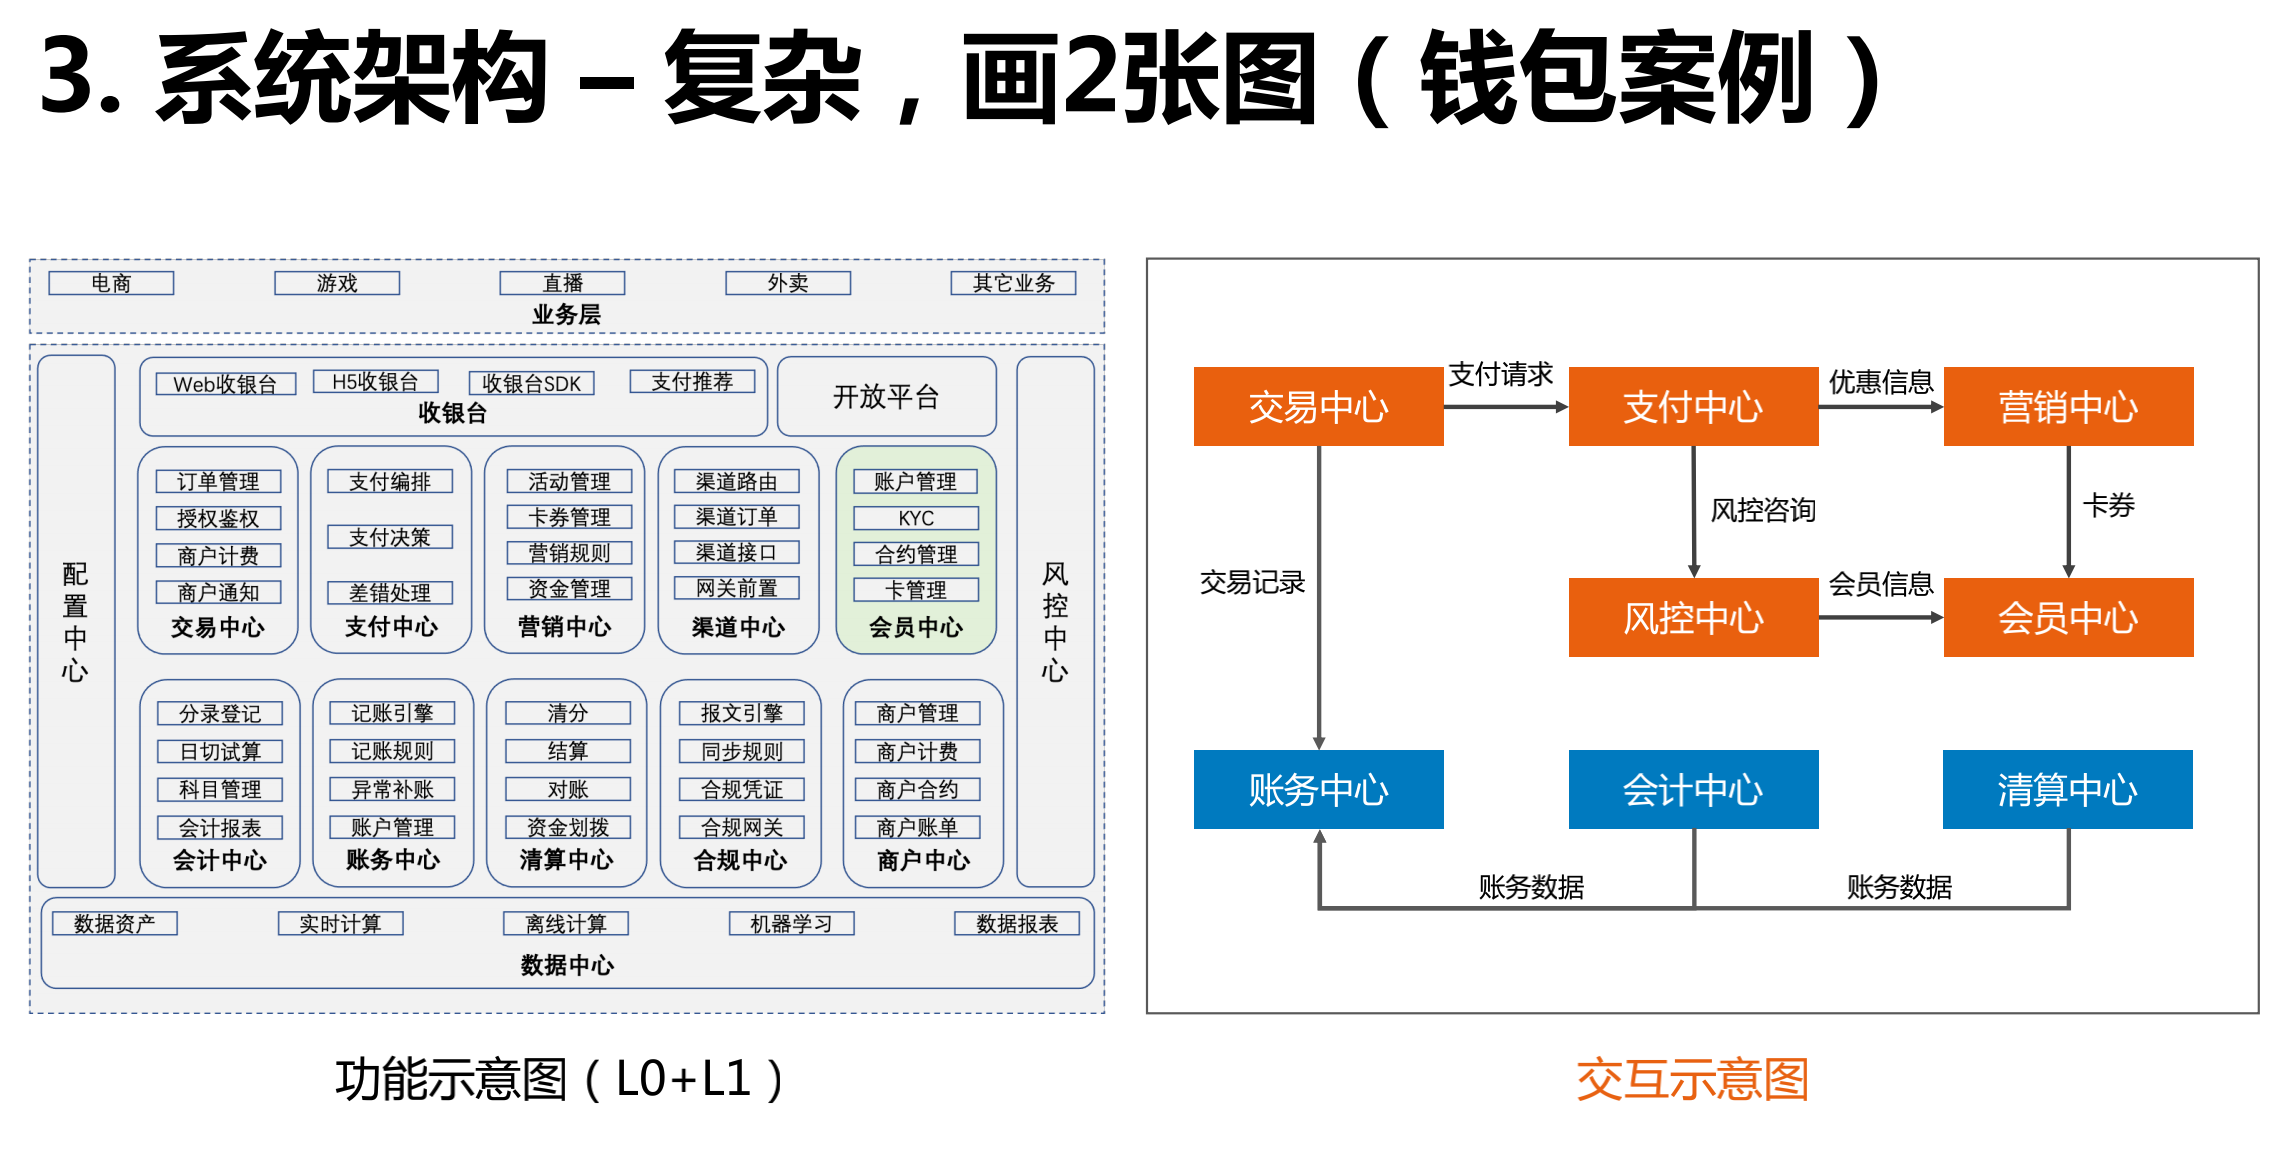 3. 系统架构 – 复杂，画2张图（钱包案例）
电商
游戏
直播
外卖
其它业务
业务层
配置中心
Web收银台
H5收银台
收银台SDK
支付推荐
收银台
开放平台
风控中心
订单管理
授权鉴权
商户计费
商户通知
交易中心
支付编排
支付决策
差错处理
支付中心
活动管理
卡券管理
营销规则
资金管理
营销中心
渠道路由
渠道订单
渠道接口
网关前置
渠道中心
账户管理
KYC
合约管理
卡管理
会员中心
分录登记
日切试算
科目管理
会计报表
会计中心
记账引擎
记账规则
异常补账
账户管理
账务中心
清分
结算
对账
资金划拨
清算中心
报文引擎
同步规则
合规凭证
合规网关
合规中心
商户管理
商户计费
商户合约
商户账单
商户中心
数据资产
实时计算
离线计算
机器学习
数据报表
数据中心
功能示意图（L0+L1）
交易中心
支付请求
支付中心
优惠信息
营销中心
交易记录
风控咨询
卡券
风控中心
会员信息
会员中心
账务中心
会计中心
清算中心
账务数据
账务数据
交互示意图